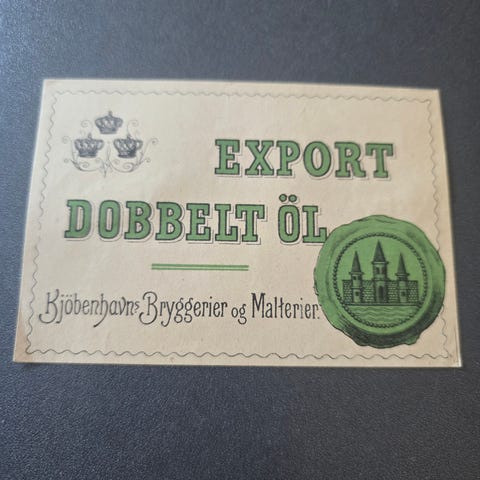 EXPORT
DOBBELT ÖL
Kjöbenhavns Bryggerier og Malterier.